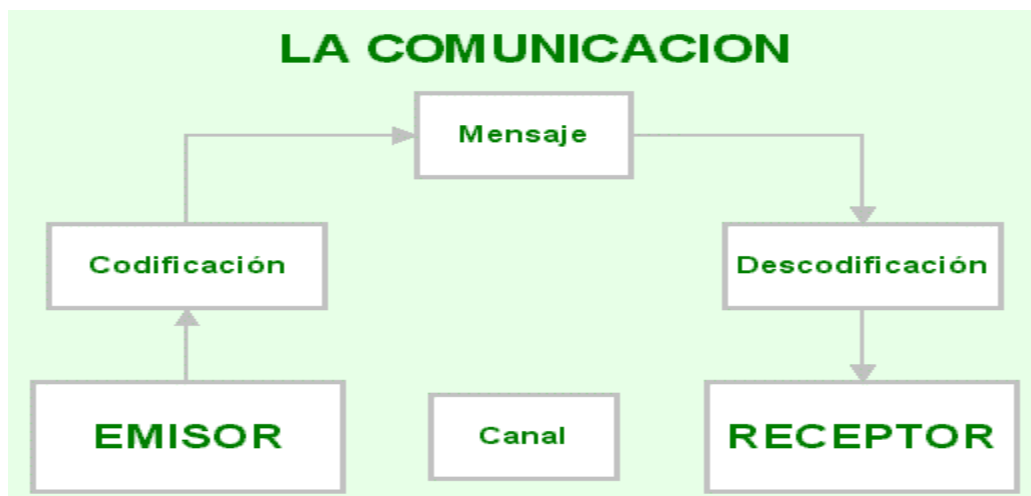 LA COMUNICACION
Mensaje
Codificación
Descodificación
EMISOR
Canal
RECEPTOR